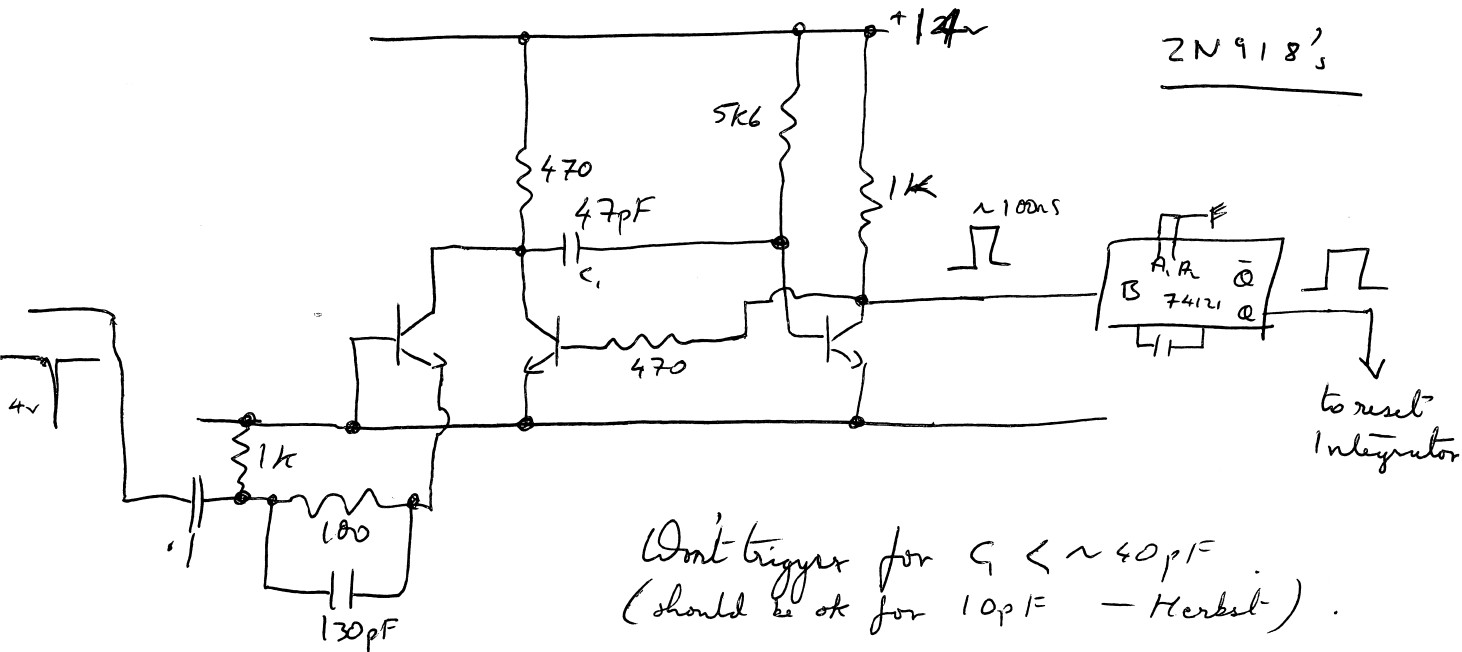 2N918's
5k6
470
1K
47pF
C1
~100ns
A1 A2
Q̄
B
74121
Q
470
4v
to reset
Integrator
1k
.1
100
130pF
Won't trigger for C1 < ~40pF.
(should be ok for 10pF — Herbst).